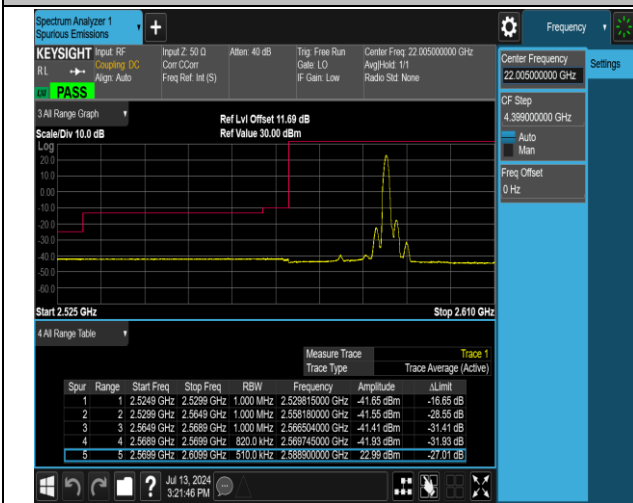 Spectrum Analyzer 1
Spurious Emissions
Frequency
KEYSIGHT
Input: RF
Coupling: DC
Align: Auto
Input Z: 50 Ω
Corr CCorr
Freq Ref: Int (S)
Atten: 40 dB
Trig: Free Run
Gate: LO
IF Gain: Low
Center Freq: 22.005000000 GHz
Avg|Hold: 1/1
Radio Std: None
RL
PASS
Center Frequency
22.005000000 GHz
Settings
CF Step
4.399000000 GHz
Auto
Man
Freq Offset
0 Hz
3 All Range Graph
Ref Lvl Offset 11.69 dB
Scale/Div 10.0 dB
Ref Value 30.00 dBm
Log
20.0
10.0
0.00
-10.0
-20.0
-30.0
-40.0
-50.0
-60.0
Start 2.525 GHz
Stop 2.610 GHz
4 All Range Table
Measure Trace Trace 1
Trace Type Trace Average (Active)
Spur Range Start Freq Stop Freq RBW Frequency Amplitude ΔLimit
1 1 2.5249 GHz 2.5299 GHz 1.000 MHz 2.529815000 GHz -41.65 dBm -16.65 dB
2 2 2.5299 GHz 2.5649 GHz 1.000 MHz 2.558180000 GHz -41.55 dBm -28.55 dB
3 3 2.5649 GHz 2.5689 GHz 1.000 MHz 2.566504000 GHz -41.41 dBm -31.41 dB
4 4 2.5689 GHz 2.5699 GHz 820.0 kHz 2.569745000 GHz -41.93 dBm -31.93 dB
5 5 2.5699 GHz 2.6099 GHz 510.0 kHz 2.588900000 GHz 22.99 dBm -27.01 dB
Jul 13, 2024
3:21:46 PM